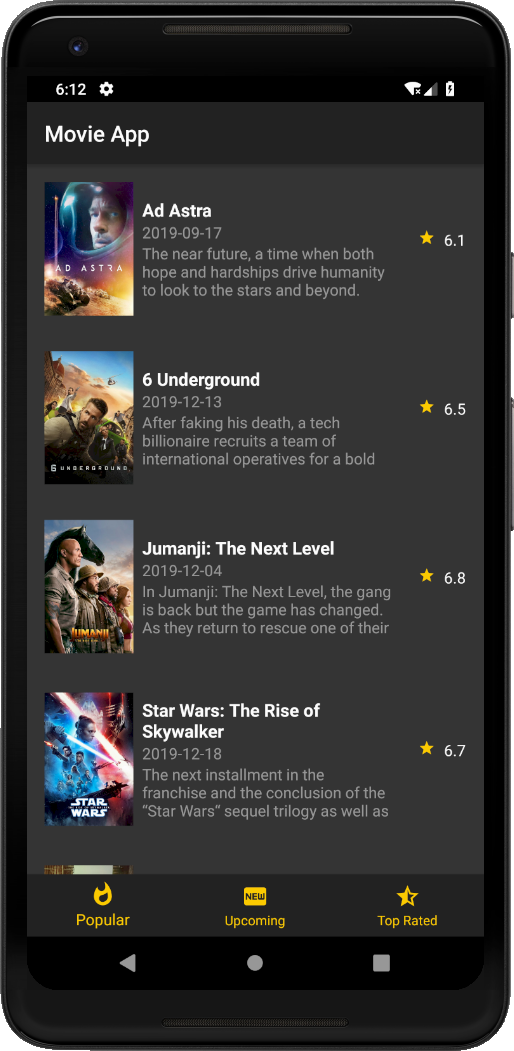 6:12
Movie App
AD ASTRA
Ad Astra
2019-09-17
The near future, a time when both
hope and hardships drive humanity
to look to the stars and beyond.
6.1
6 UNDERGROUND
6 Underground
2019-12-13
After faking his death, a tech
billionaire recruits a team of
international operatives for a bold
6.5
JUMANJI
Jumanji: The Next Level
2019-12-04
In Jumanji: The Next Level, the gang
is back but the game has changed.
As they return to rescue one of their
6.8
STAR
WARS
Star Wars: The Rise of
Skywalker
2019-12-18
The next installment in the
franchise and the conclusion of the
“Star Wars“ sequel trilogy as well as
6.7
NEW
Popular
Upcoming
Top Rated